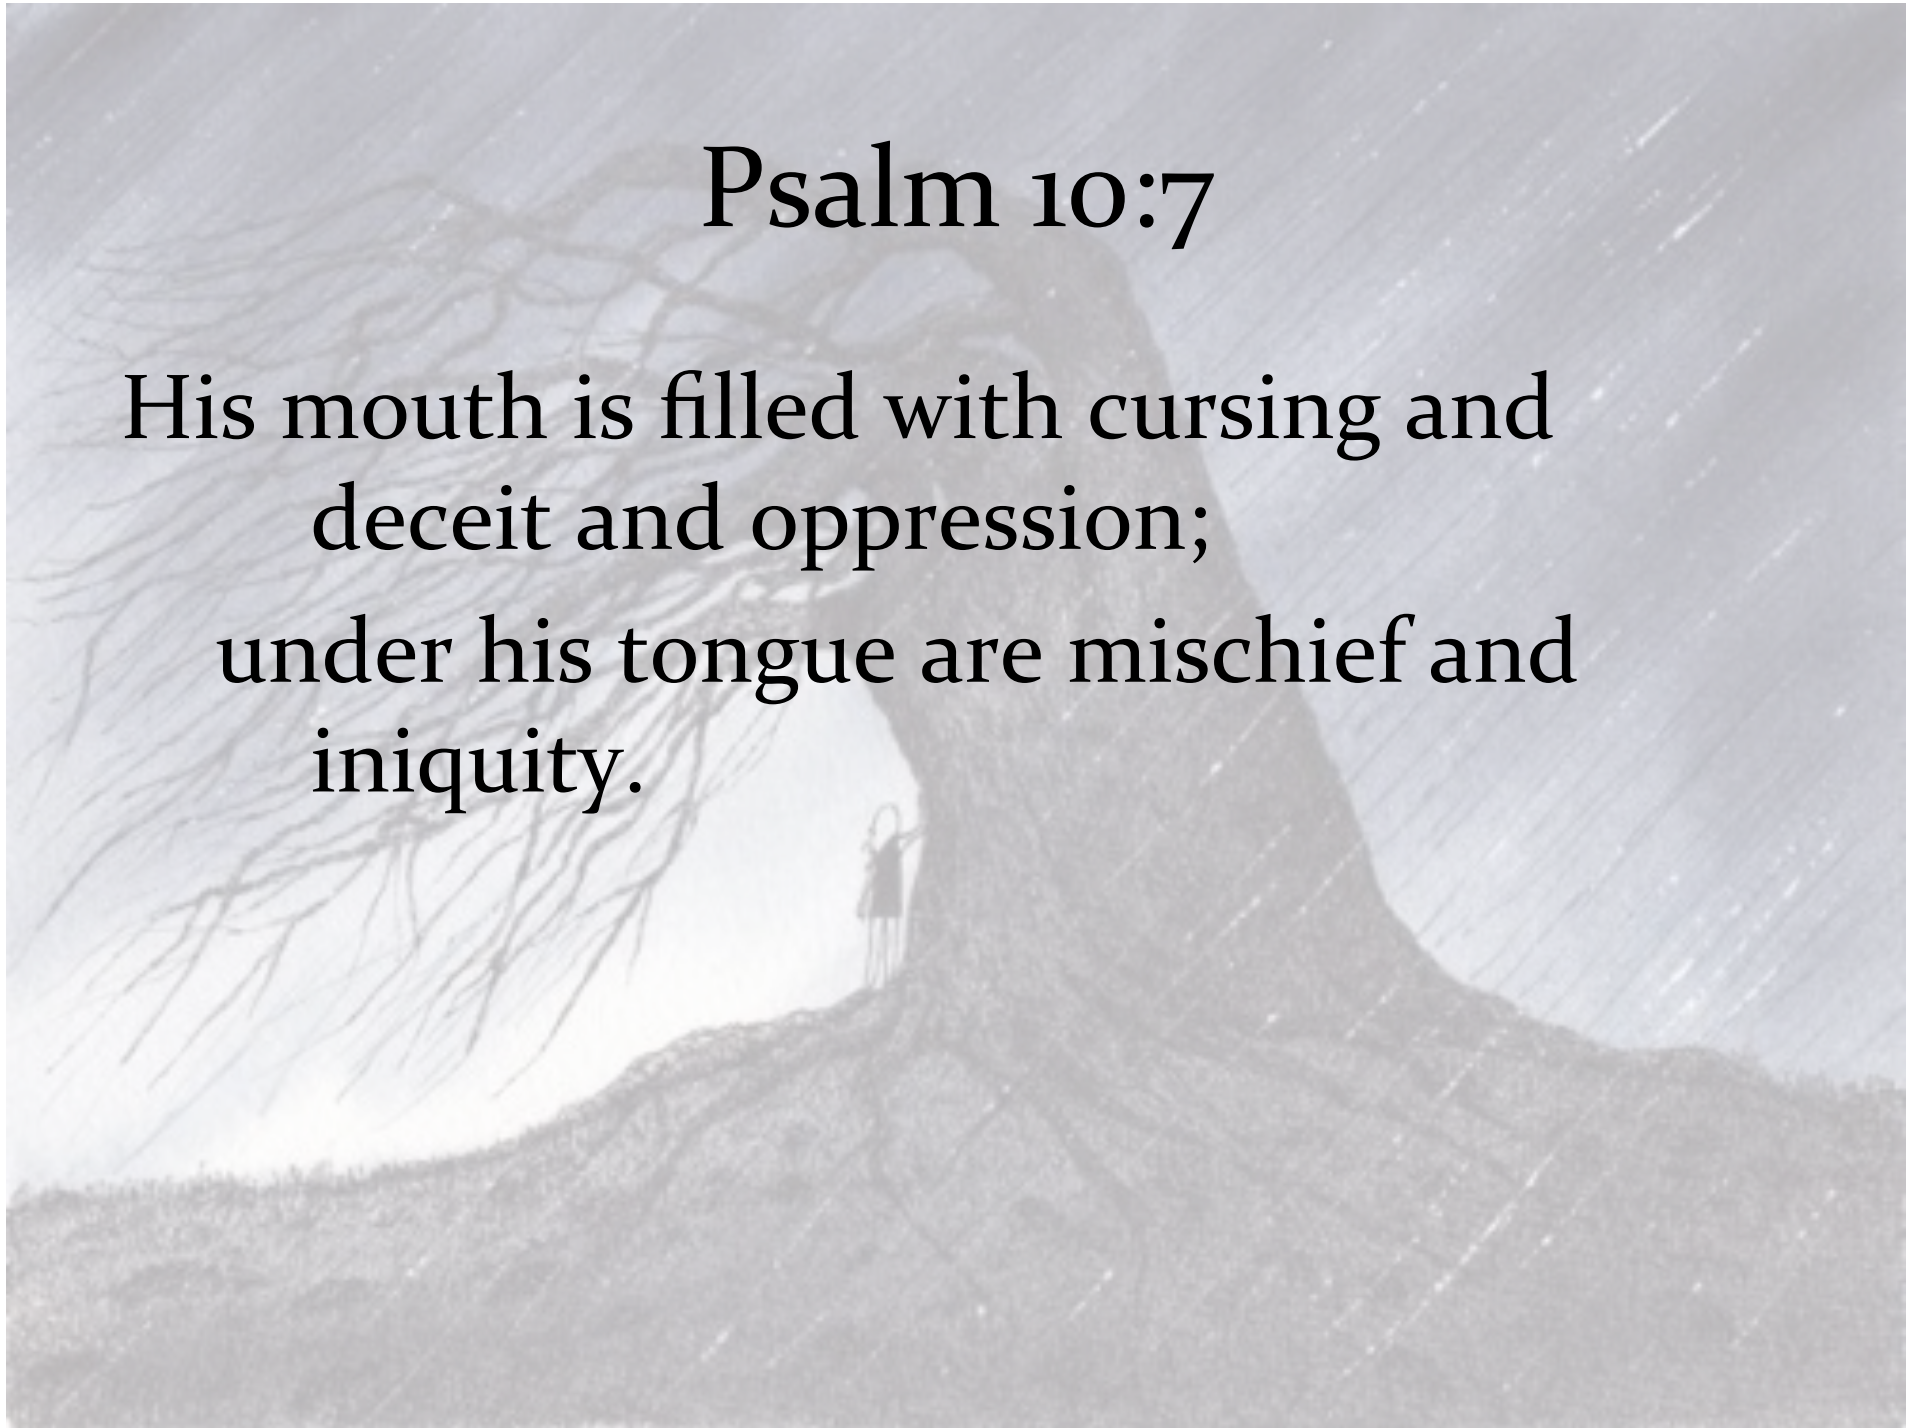 Psalm 10:7
His mouth is filled with cursing and
deceit and oppression;
under his tongue are mischief and
iniquity.